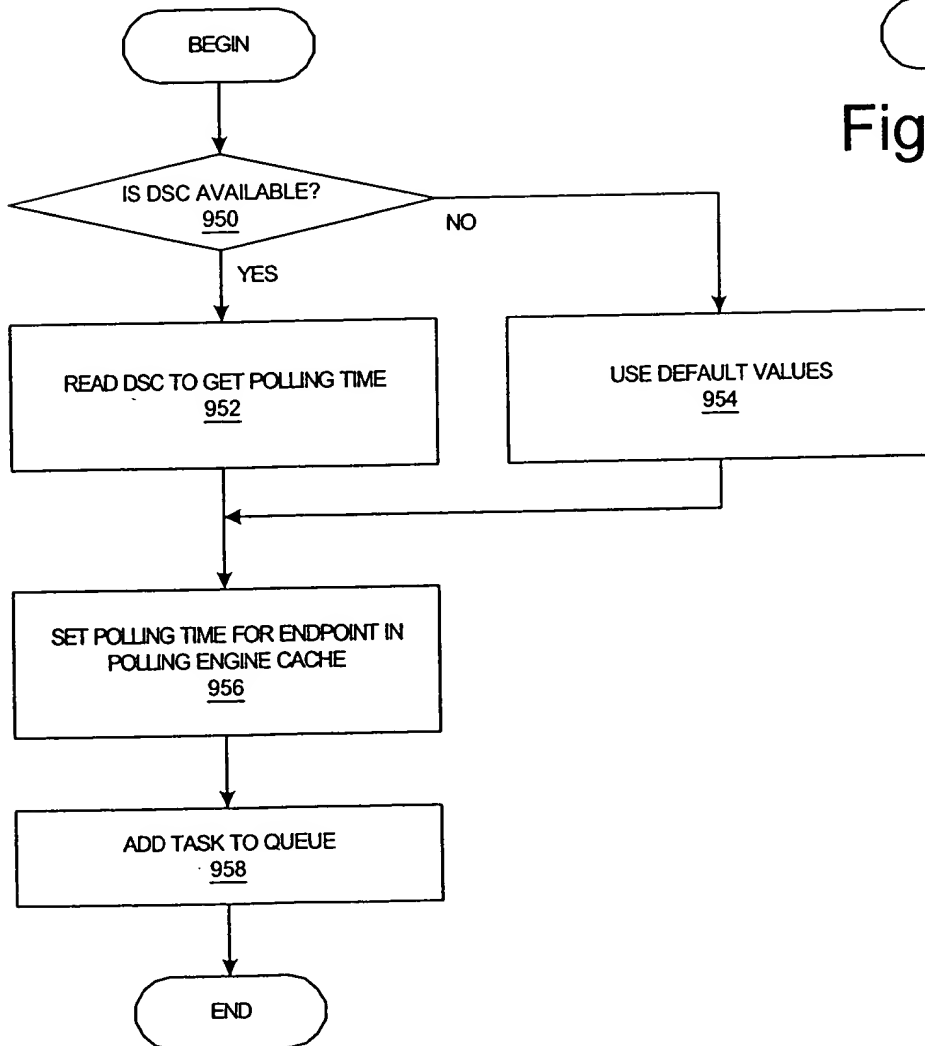 BEGIN
Fig
IS DSC AVAILABLE?
950
NO
YES
READ DSC TO GET POLLING TIME
952
USE DEFAULT VALUES
954
SET POLLING TIME FOR ENDPOINT IN
POLLING ENGINE CACHE
956
ADD TASK TO QUEUE
958
END